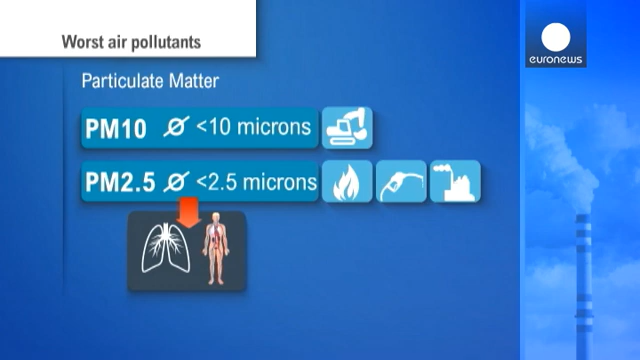 Worst air pollutants
euronews
Particulate Matter
PM10 ⌀ <10 microns
PM2.5 ⌀ <2.5 microns